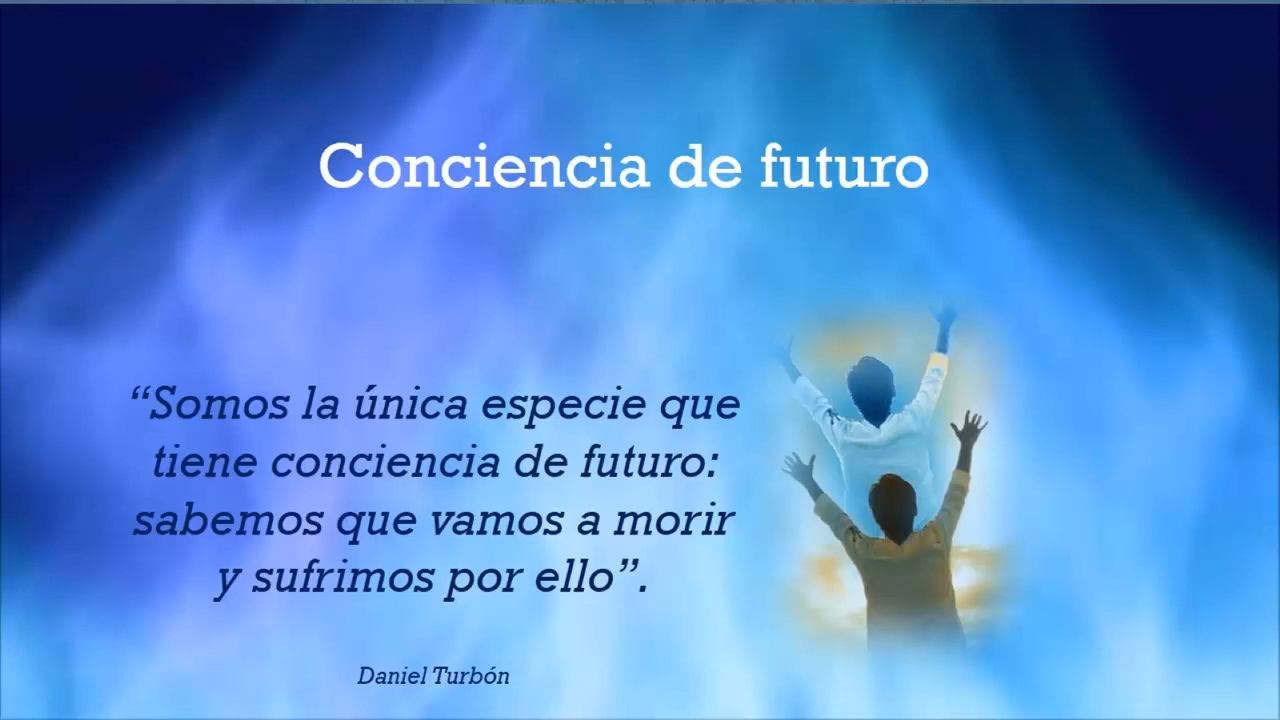 Conciencia de futuro
“Somos la única especie que
tiene conciencia de futuro:
sabemos que vamos a morir
y sufrimos por ello”.
Daniel Turbón